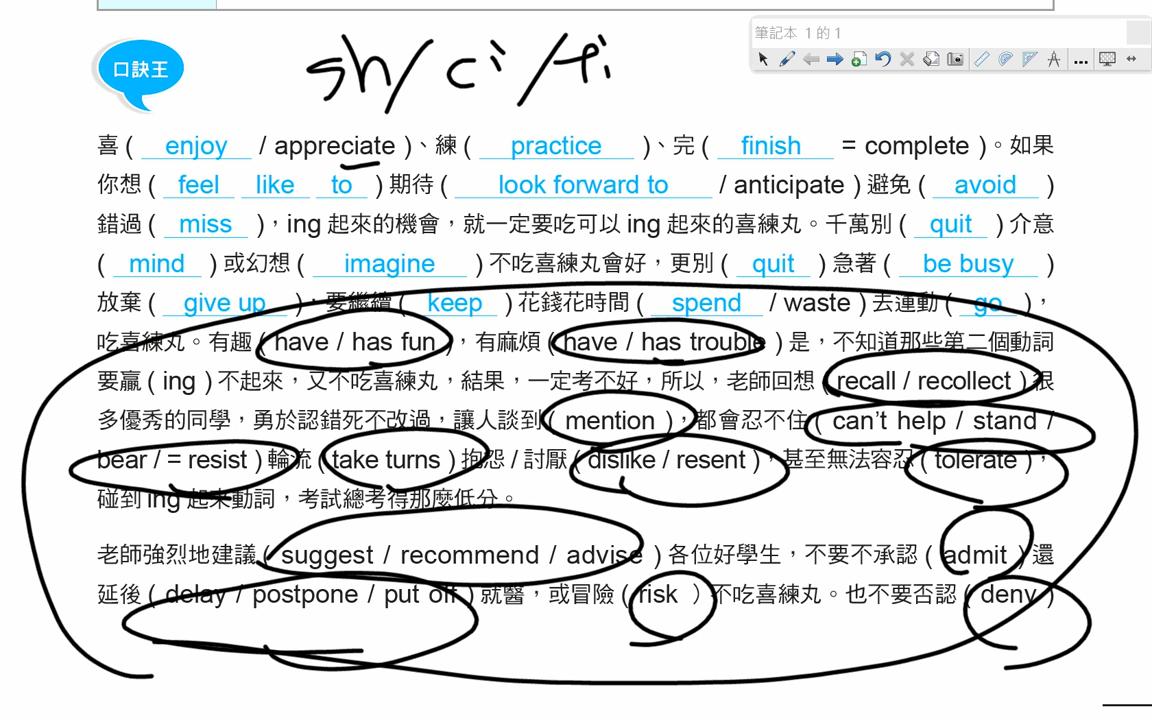 筆記本 1 的 1
sh/ci/ti
口訣王
喜 ( enjoy / appreciate )、練 ( practice )、完 ( finish = complete )。如果
你想 ( feel like to ) 期待 ( look forward to / anticipate ) 避免 ( avoid )
錯過 ( miss )，ing 起來的機會，就一定要吃可以 ing 起來的喜練丸。千萬別 ( quit ) 介意
( mind ) 或幻想 ( imagine ) 不吃喜練丸會好，更別 ( quit ) 急著 ( be busy )
放棄 ( give up )，要繼續 ( keep ) 花錢花時間 ( spend / waste ) 去運動 ( go )，
吃喜練丸。有趣 ( have / has fun )，有麻煩 ( have / has trouble ) 是，不知道那些第二個動詞
要贏 ( ing ) 不起來，又不吃喜練丸，結果，一定考不好，所以，老師回想 ( recall / recollect ) 很
多優秀的同學，勇於認錯死不改過，讓人談到 ( mention )，都會忍不住 ( can't help / stand /
bear / = resist ) 輪流 ( take turns ) 抱怨 / 討厭 ( dislike / resent )，甚至無法容忍 ( tolerate )，
碰到 ing 起來動詞，考試總考得那麼低分。
老師強烈地建議 ( suggest / recommend / advise ) 各位好學生，不要不承認 ( admit ) 還
延後 ( delay / postpone / put off ) 就醫，或冒險 ( risk ) 不吃喜練丸。也不要否認 ( deny )